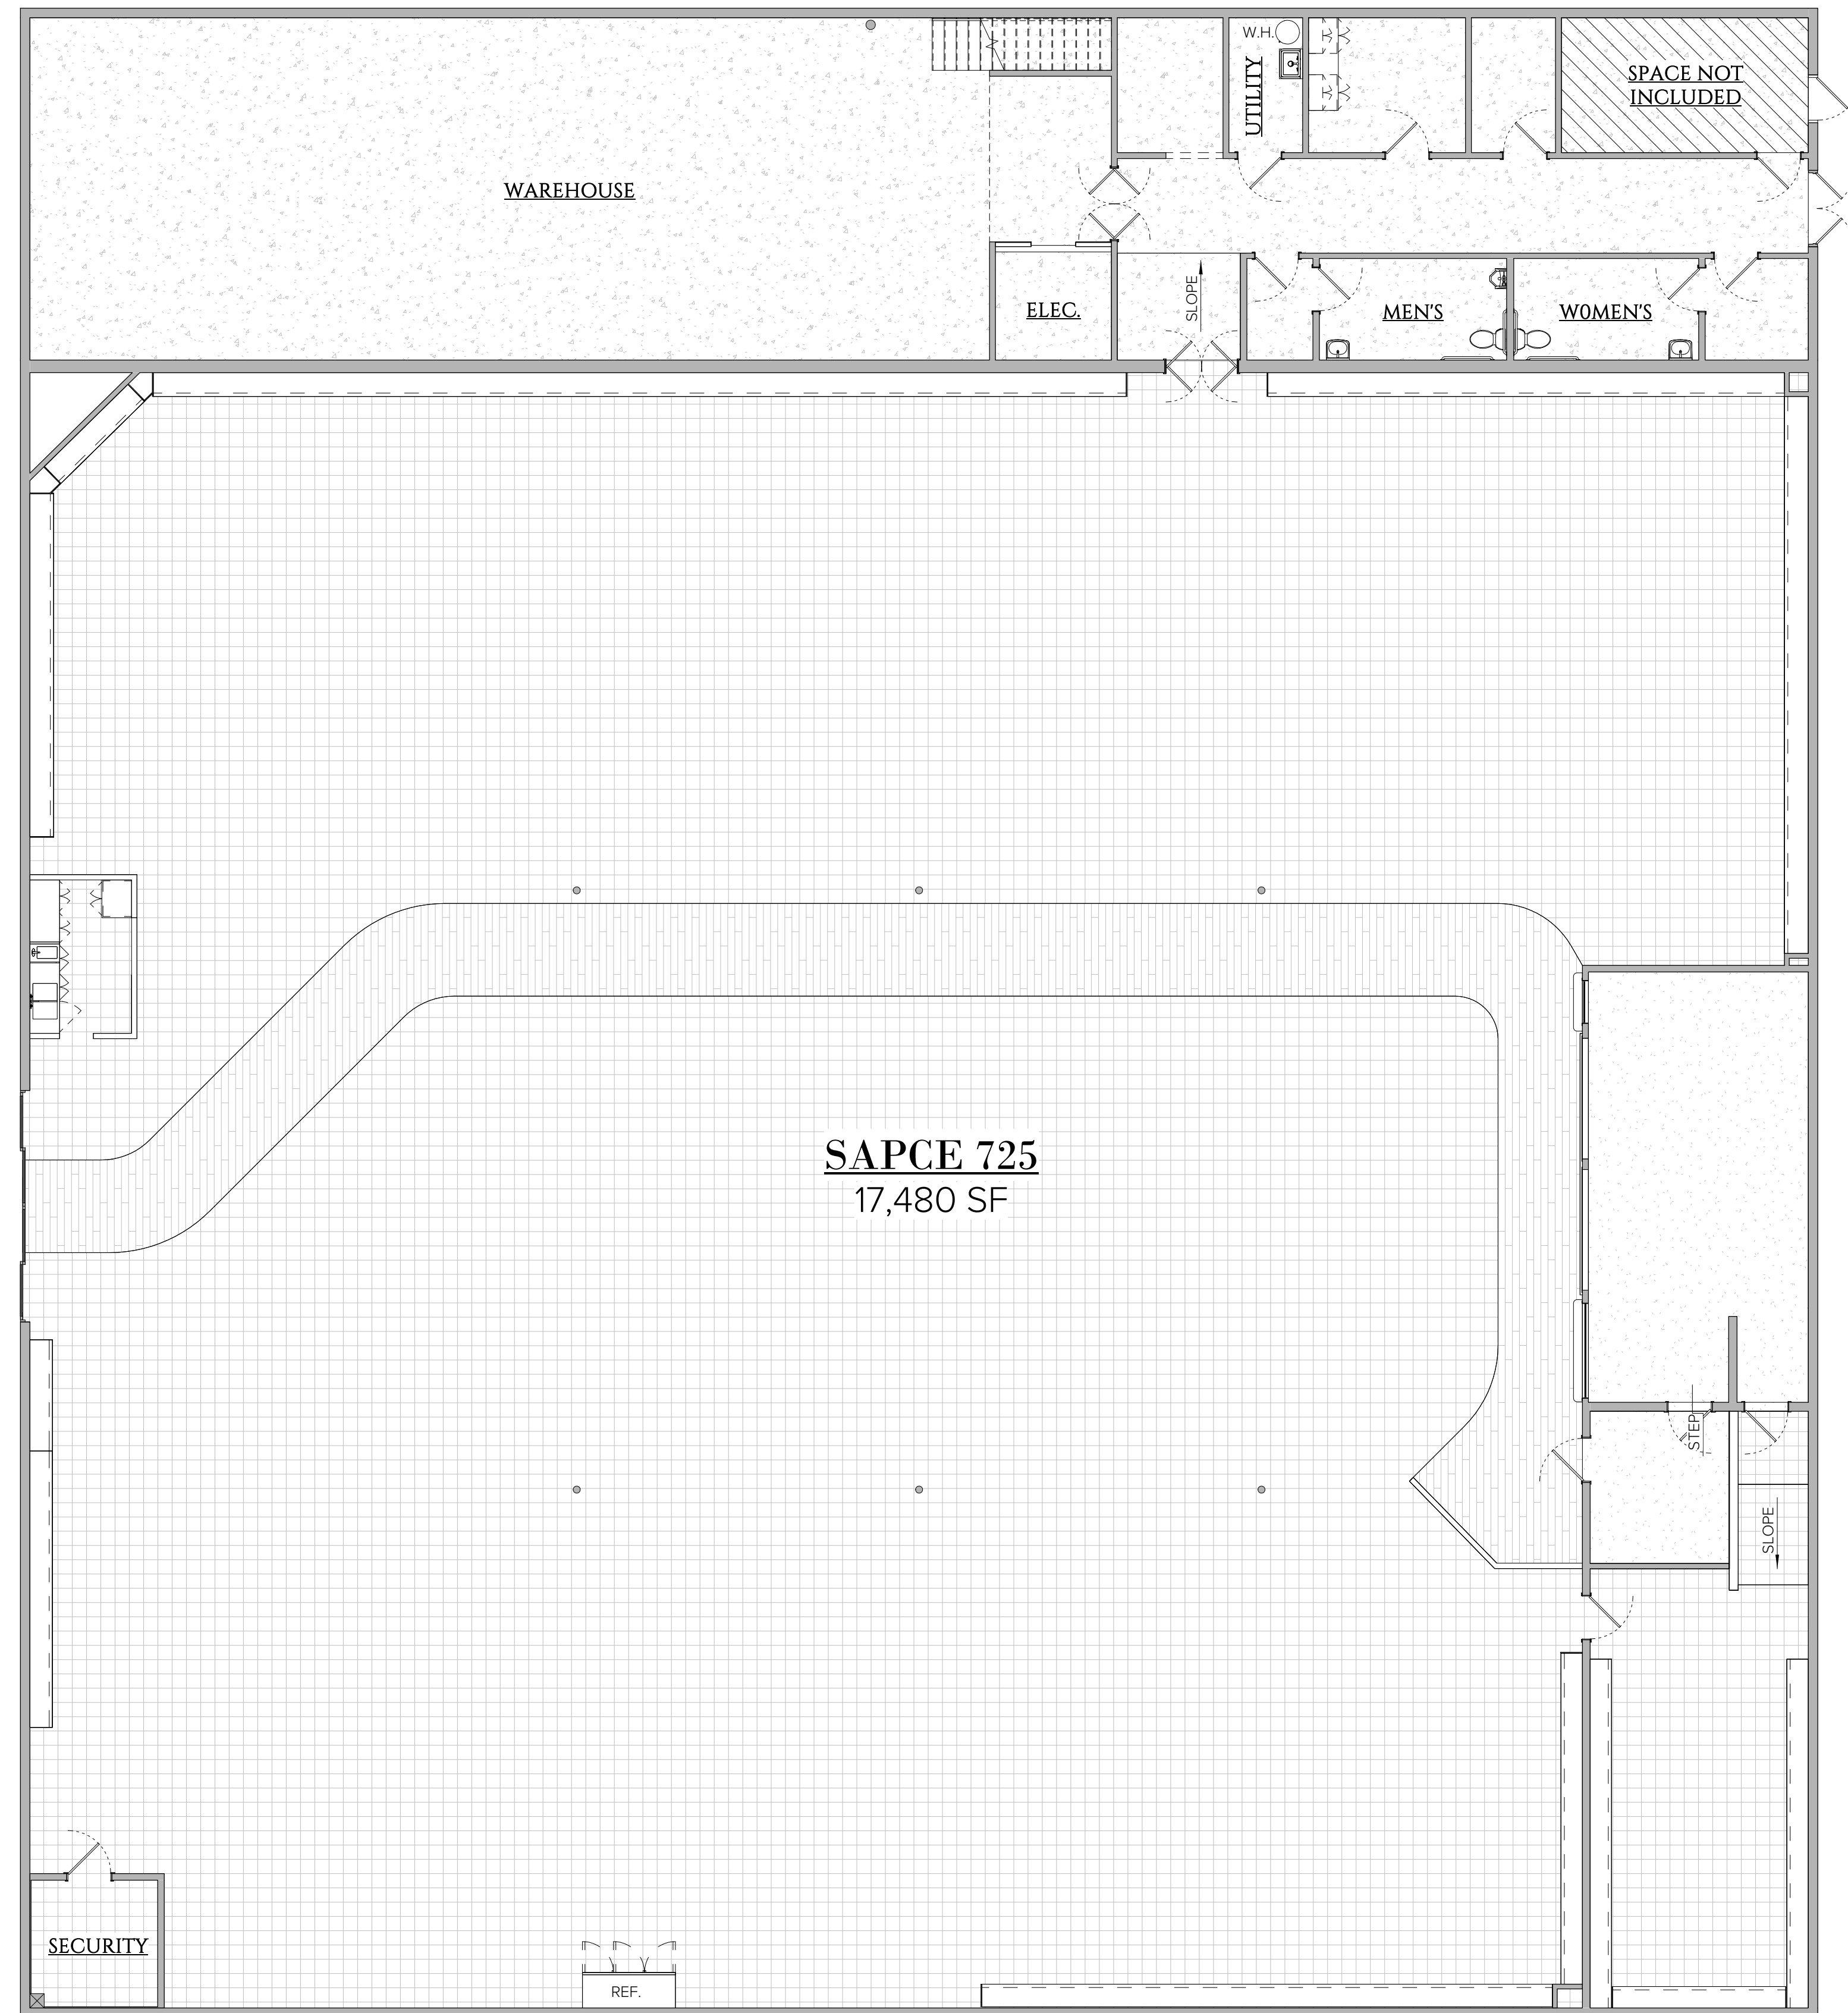 W.H.
UTILITY
SPACE NOT
INCLUDED
WAREHOUSE
ELEC.
SLOPE
MEN'S
W0MEN'S
SAPCE 725
17,480 SF
STEP
SLOPE
SECURITY
REF.